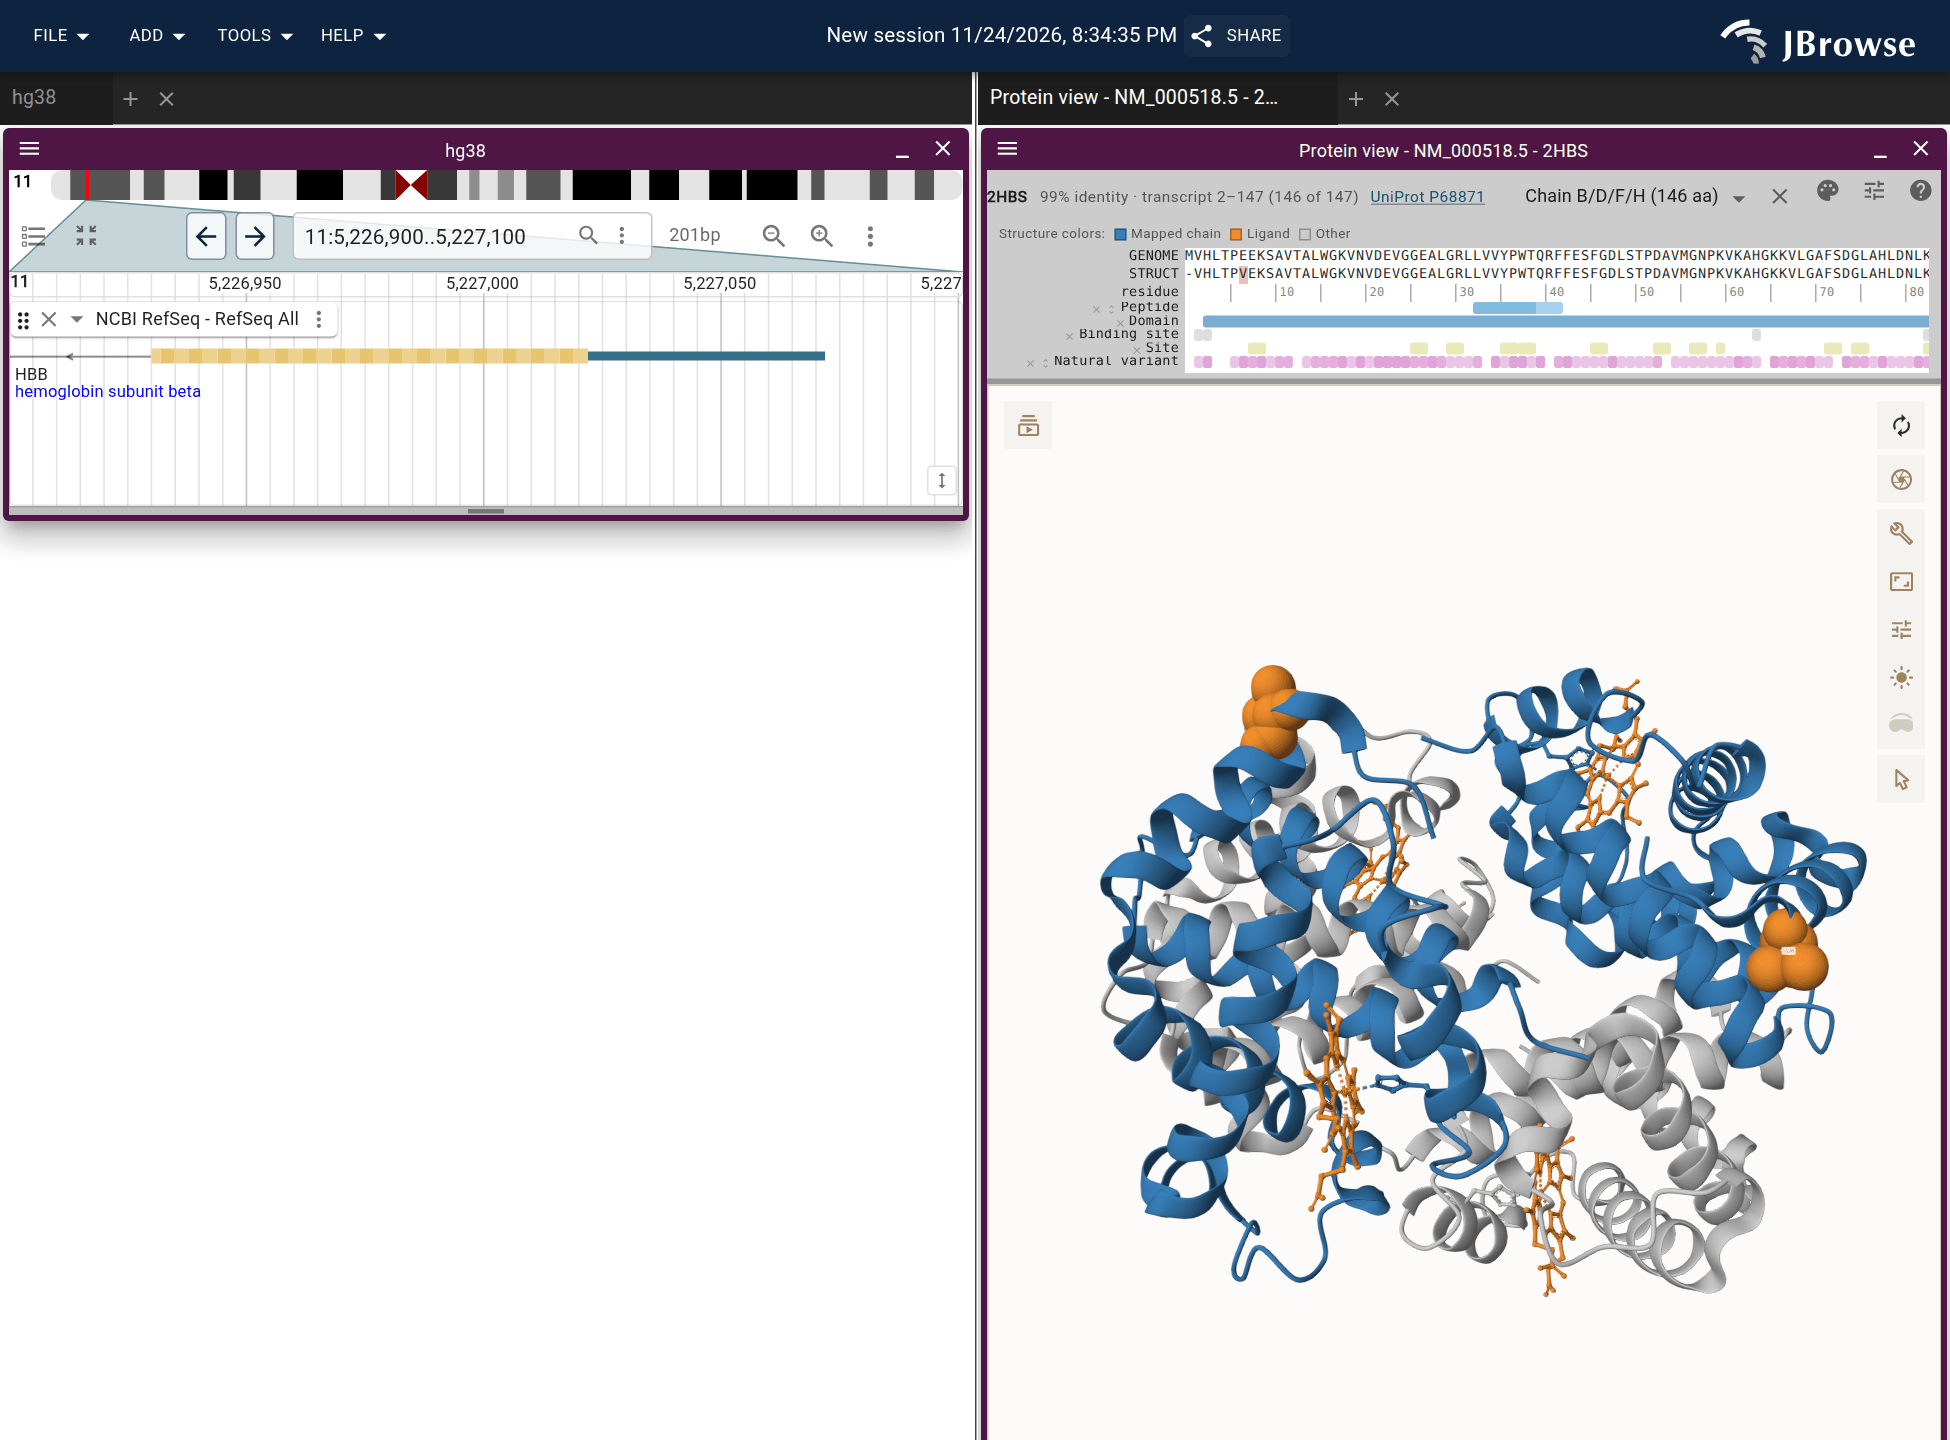 FILE ADD TOOLS HELP New session 11/24/2026, 8:34:35 PM SHARE JBrowse
hg38
Protein view - NM_000518.5 - 2...
hg38
11
11:5,226,900..5,227,100 201bp
11 5,226,950 5,227,000 5,227,050 5,227
NCBI RefSeq - RefSeq All
HBB
hemoglobin subunit beta
Protein view - NM_000518.5 - 2HBS
2HBS 99% identity · transcript 2–147 (146 of 147) UniProt P68871 Chain B/D/F/H (146 aa)
Structure colors: Mapped chain Ligand Other
GENOME MVHLTPEEKSAVTALWGKVNVDEVGGEALGRLLVVYPWTQRFFESFGDLSTPDAVMGNPKVKAHGKKVLGAFSDGLAHLDNLK
STRUCT -VHLTPVEKSAVTALWGKVNVDEVGGEALGRLLVVYPWTQRFFESFGDLSTPDAVMGNPKVKAHGKKVLGAFSDGLAHLDNLK
residue 10 20 30 40 50 60 70 80
Peptide
Domain
Binding site
Site
Natural variant